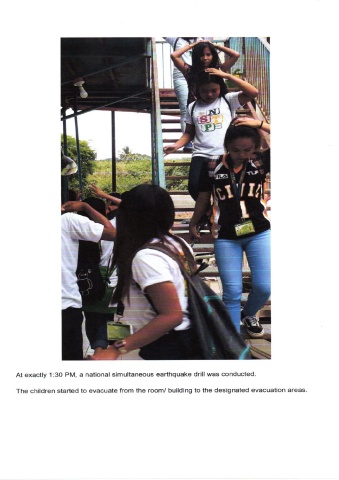 CIVIC
At exactly 1:30 PM, a national simultaneous earthquake drill was conducted.
The children started to evacuate from the room/ building to the designated evacuation areas.